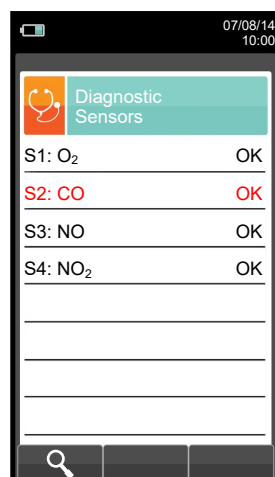 07/08/14
10:00
Diagnostic
Sensors
S1: O₂ OK
S2: CO OK
S3: NO OK
S4: NO₂ OK